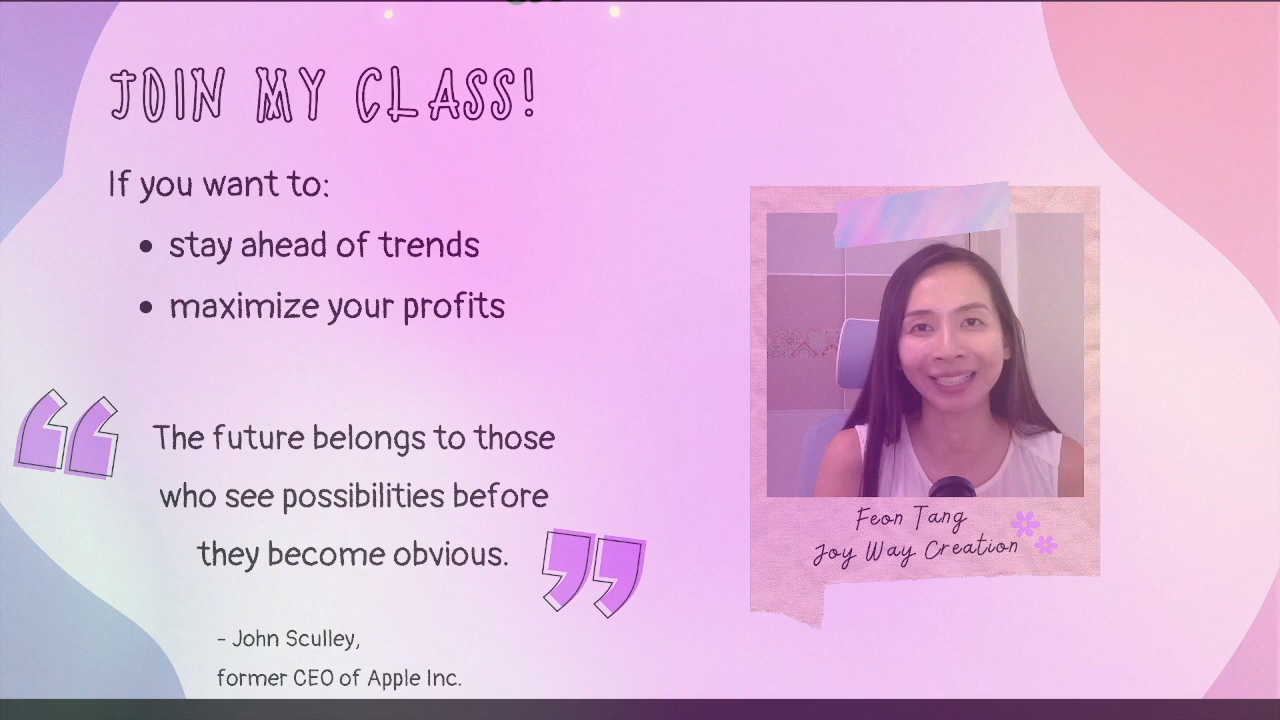 JOIN MY CLASS!
If you want to:
• stay ahead of trends
• maximize your profits
“ The future belongs to those
who see possibilities before
they become obvious. ”
- John Sculley,
former CEO of Apple Inc.
Feon Tang
Joy Way Creation